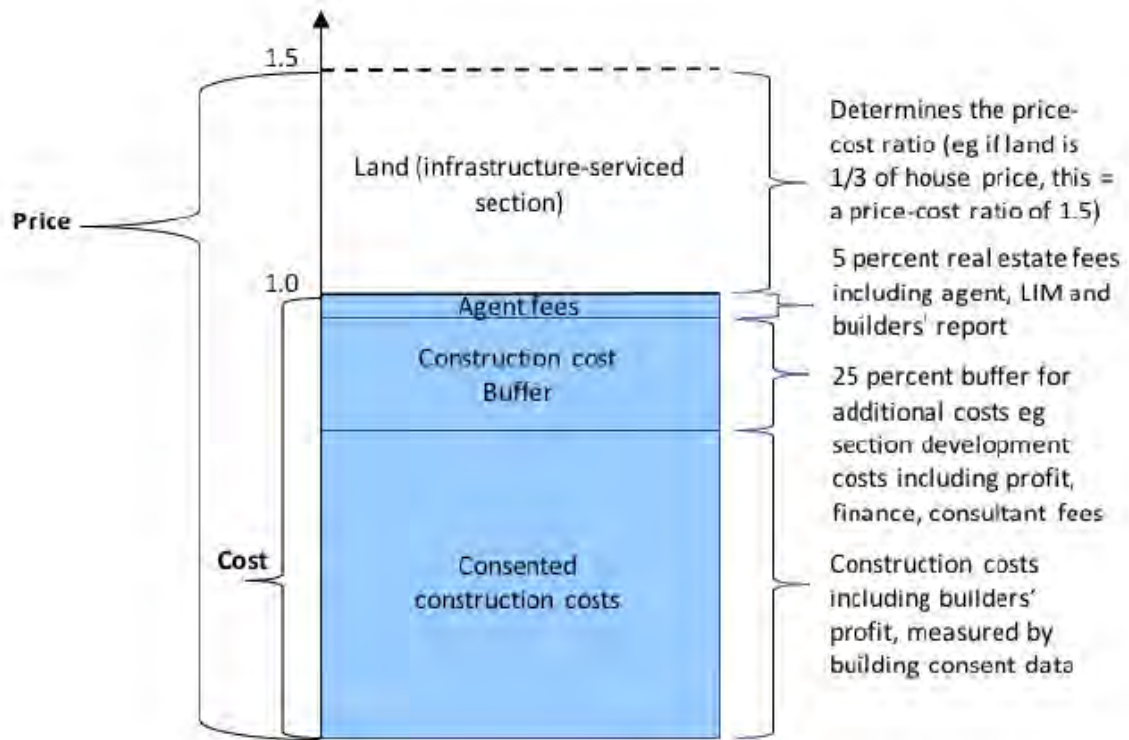 1.5
Land (infrastructure-serviced
section)
Price
1.0
Agent fees
Construction cost
Buffer
Cost
Consented
construction costs
Determines the price-
cost ratio (eg if land is
1/3 of house price, this =
a price-cost ratio of 1.5)
5 percent real estate fees
including agent, LIM and
builders' report
25 percent buffer for
additional costs eg
section development
costs including profit,
finance, consultant fees
Construction costs
including builders'
profit, measured by
building consent data